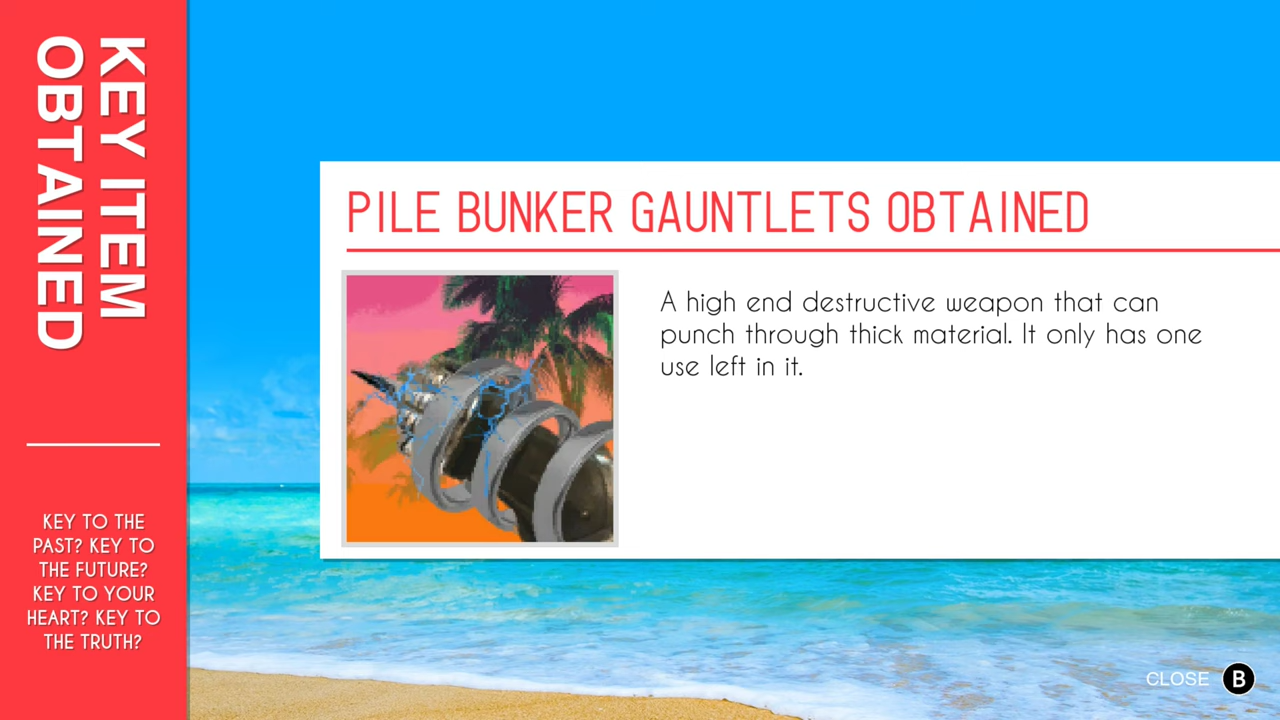 KEY ITEM
OBTAINED
KEY TO THE
PAST? KEY TO
THE FUTURE?
KEY TO YOUR
HEART? KEY TO
THE TRUTH?
PILE BUNKER GAUNTLETS OBTAINED
A high end destructive weapon that can
punch through thick material. It only has one
use left in it.
CLOSE B